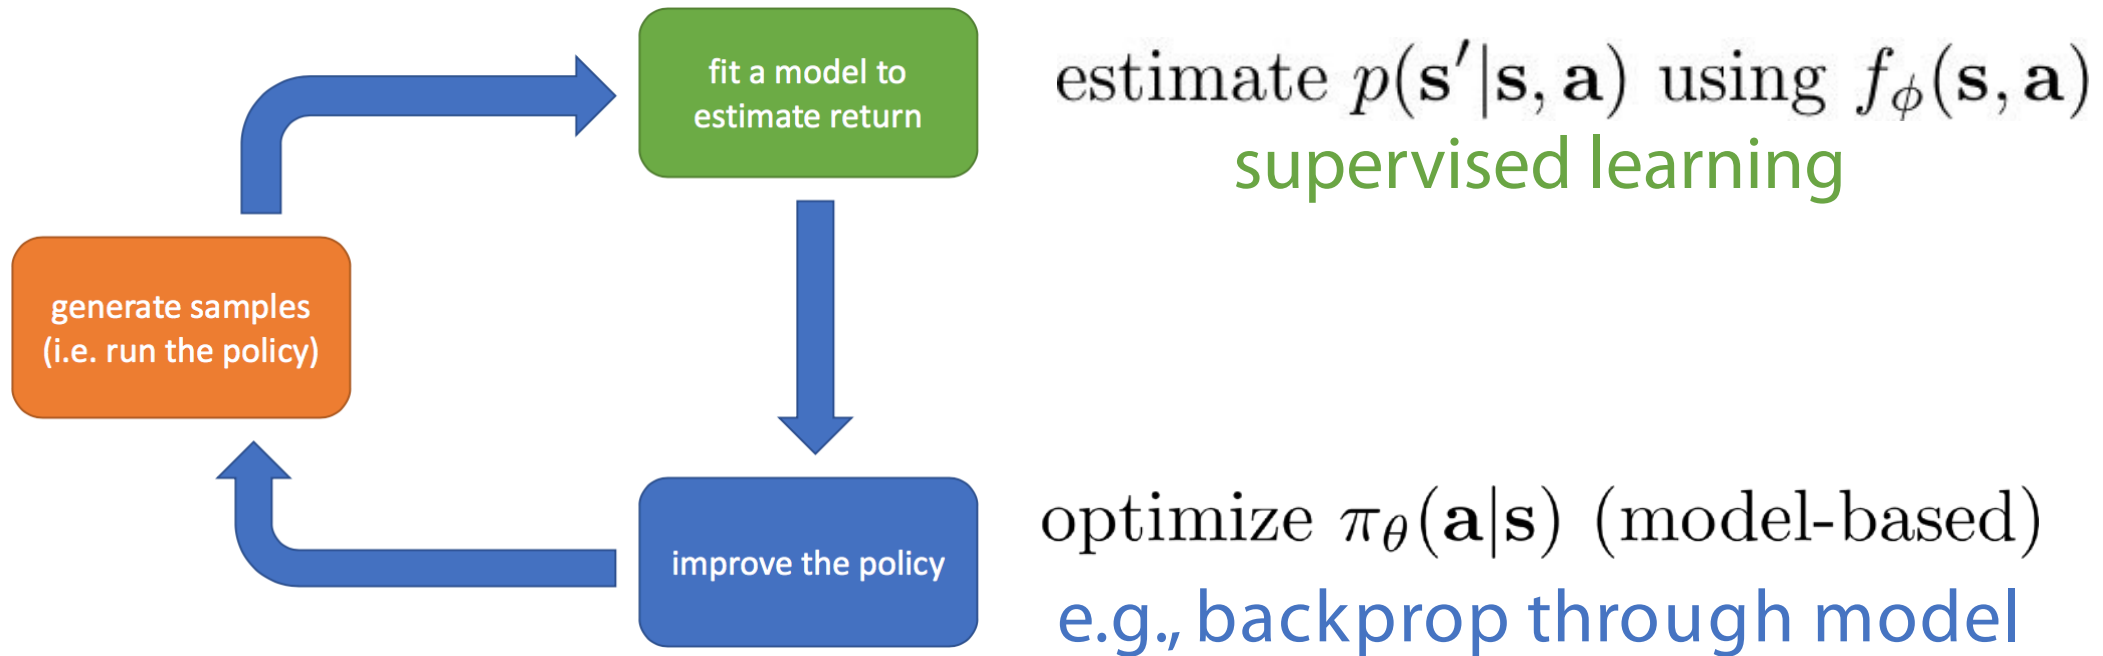 fit a model to
estimate return
estimate p(s′|s, a) using f_ϕ(s, a)
supervised learning
generate samples
(i.e. run the policy)
improve the policy
optimize π_θ(a|s) (model-based)
e.g., backprop through model